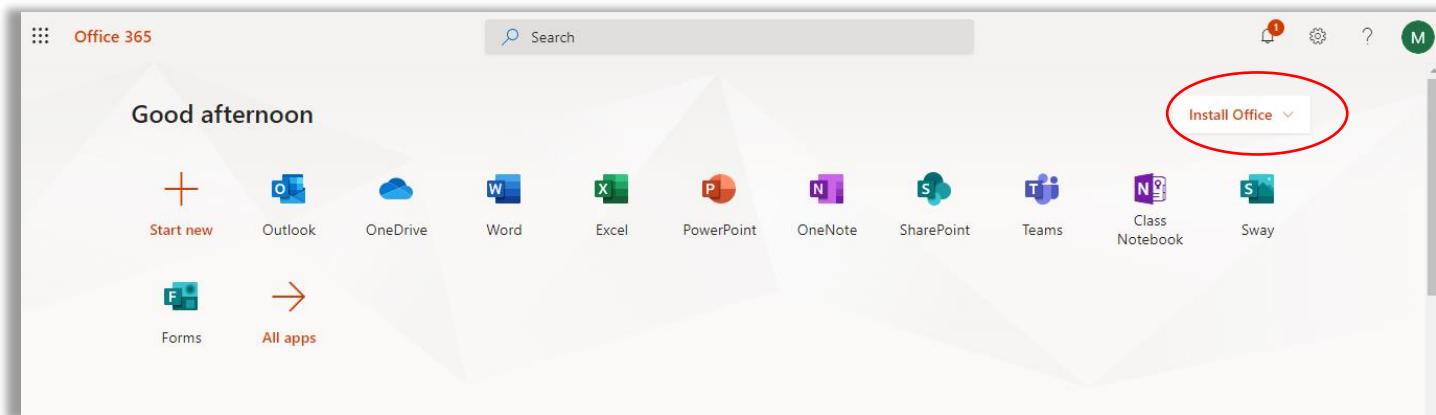 Office 365
Search
1
?
M
Good afternoon
Install Office
Start new
Outlook
OneDrive
Word
Excel
PowerPoint
OneNote
SharePoint
Teams
Class
Notebook
Sway
O
W
X
P
N
S
T
N
S
F
Forms
All apps